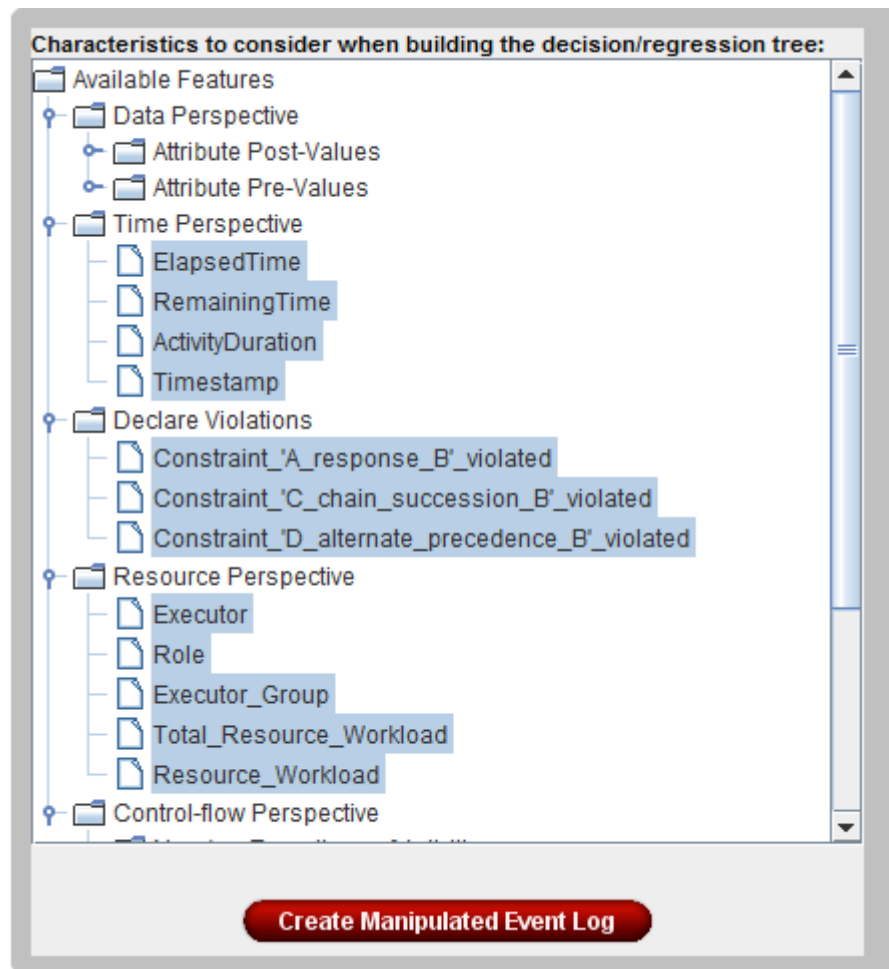 Characteristics to consider when building the decision/regression tree:
Available Features
Data Perspective
Attribute Post-Values
Attribute Pre-Values
Time Perspective
ElapsedTime
RemainingTime
ActivityDuration
Timestamp
Declare Violations
Constraint_'A_response_B'_violated
Constraint_'C_chain_succession_B'_violated
Constraint_'D_alternate_precedence_B'_violated
Resource Perspective
Executor
Role
Executor_Group
Total_Resource_Workload
Resource_Workload
Control-flow Perspective
Create Manipulated Event Log